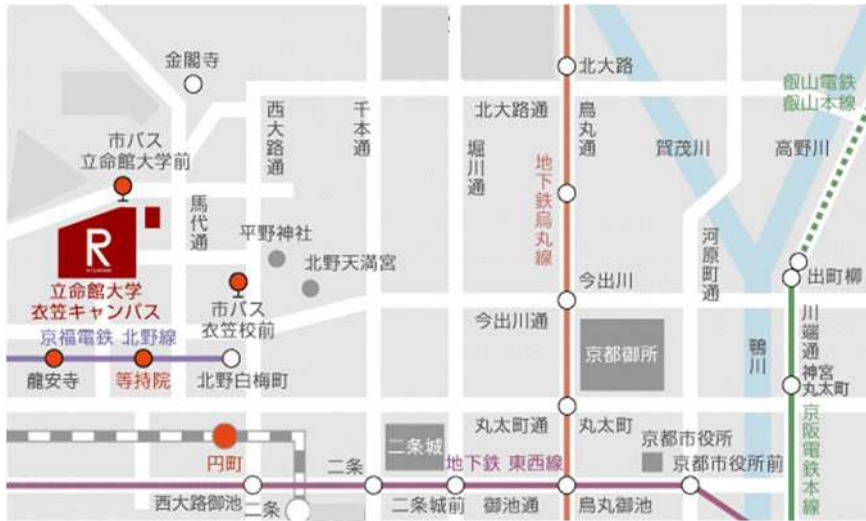 金閣寺
北大路
叡山電鉄
叡山本線
市バス
立命館大学前
西大路通
千本通
北大路通
烏丸通
堀川通
賀茂川
高野川
地下鉄烏丸線
馬代通
平野神社
北野天満宮
河原町通
R
立命館大学
衣笠キャンパス
市バス
衣笠校前
今出川
出町柳
今出川通
川端通
京福電鉄 北野線
京都御所
鴨川
神宮
丸太町
龍安寺
等持院
北野白梅町
丸太町通
丸太町
京都市役所
京阪電鉄本線
円町
二条城
二条
地下鉄 東西線
京都市役所前
西大路御池
二条
二条城前
御池通
烏丸御池